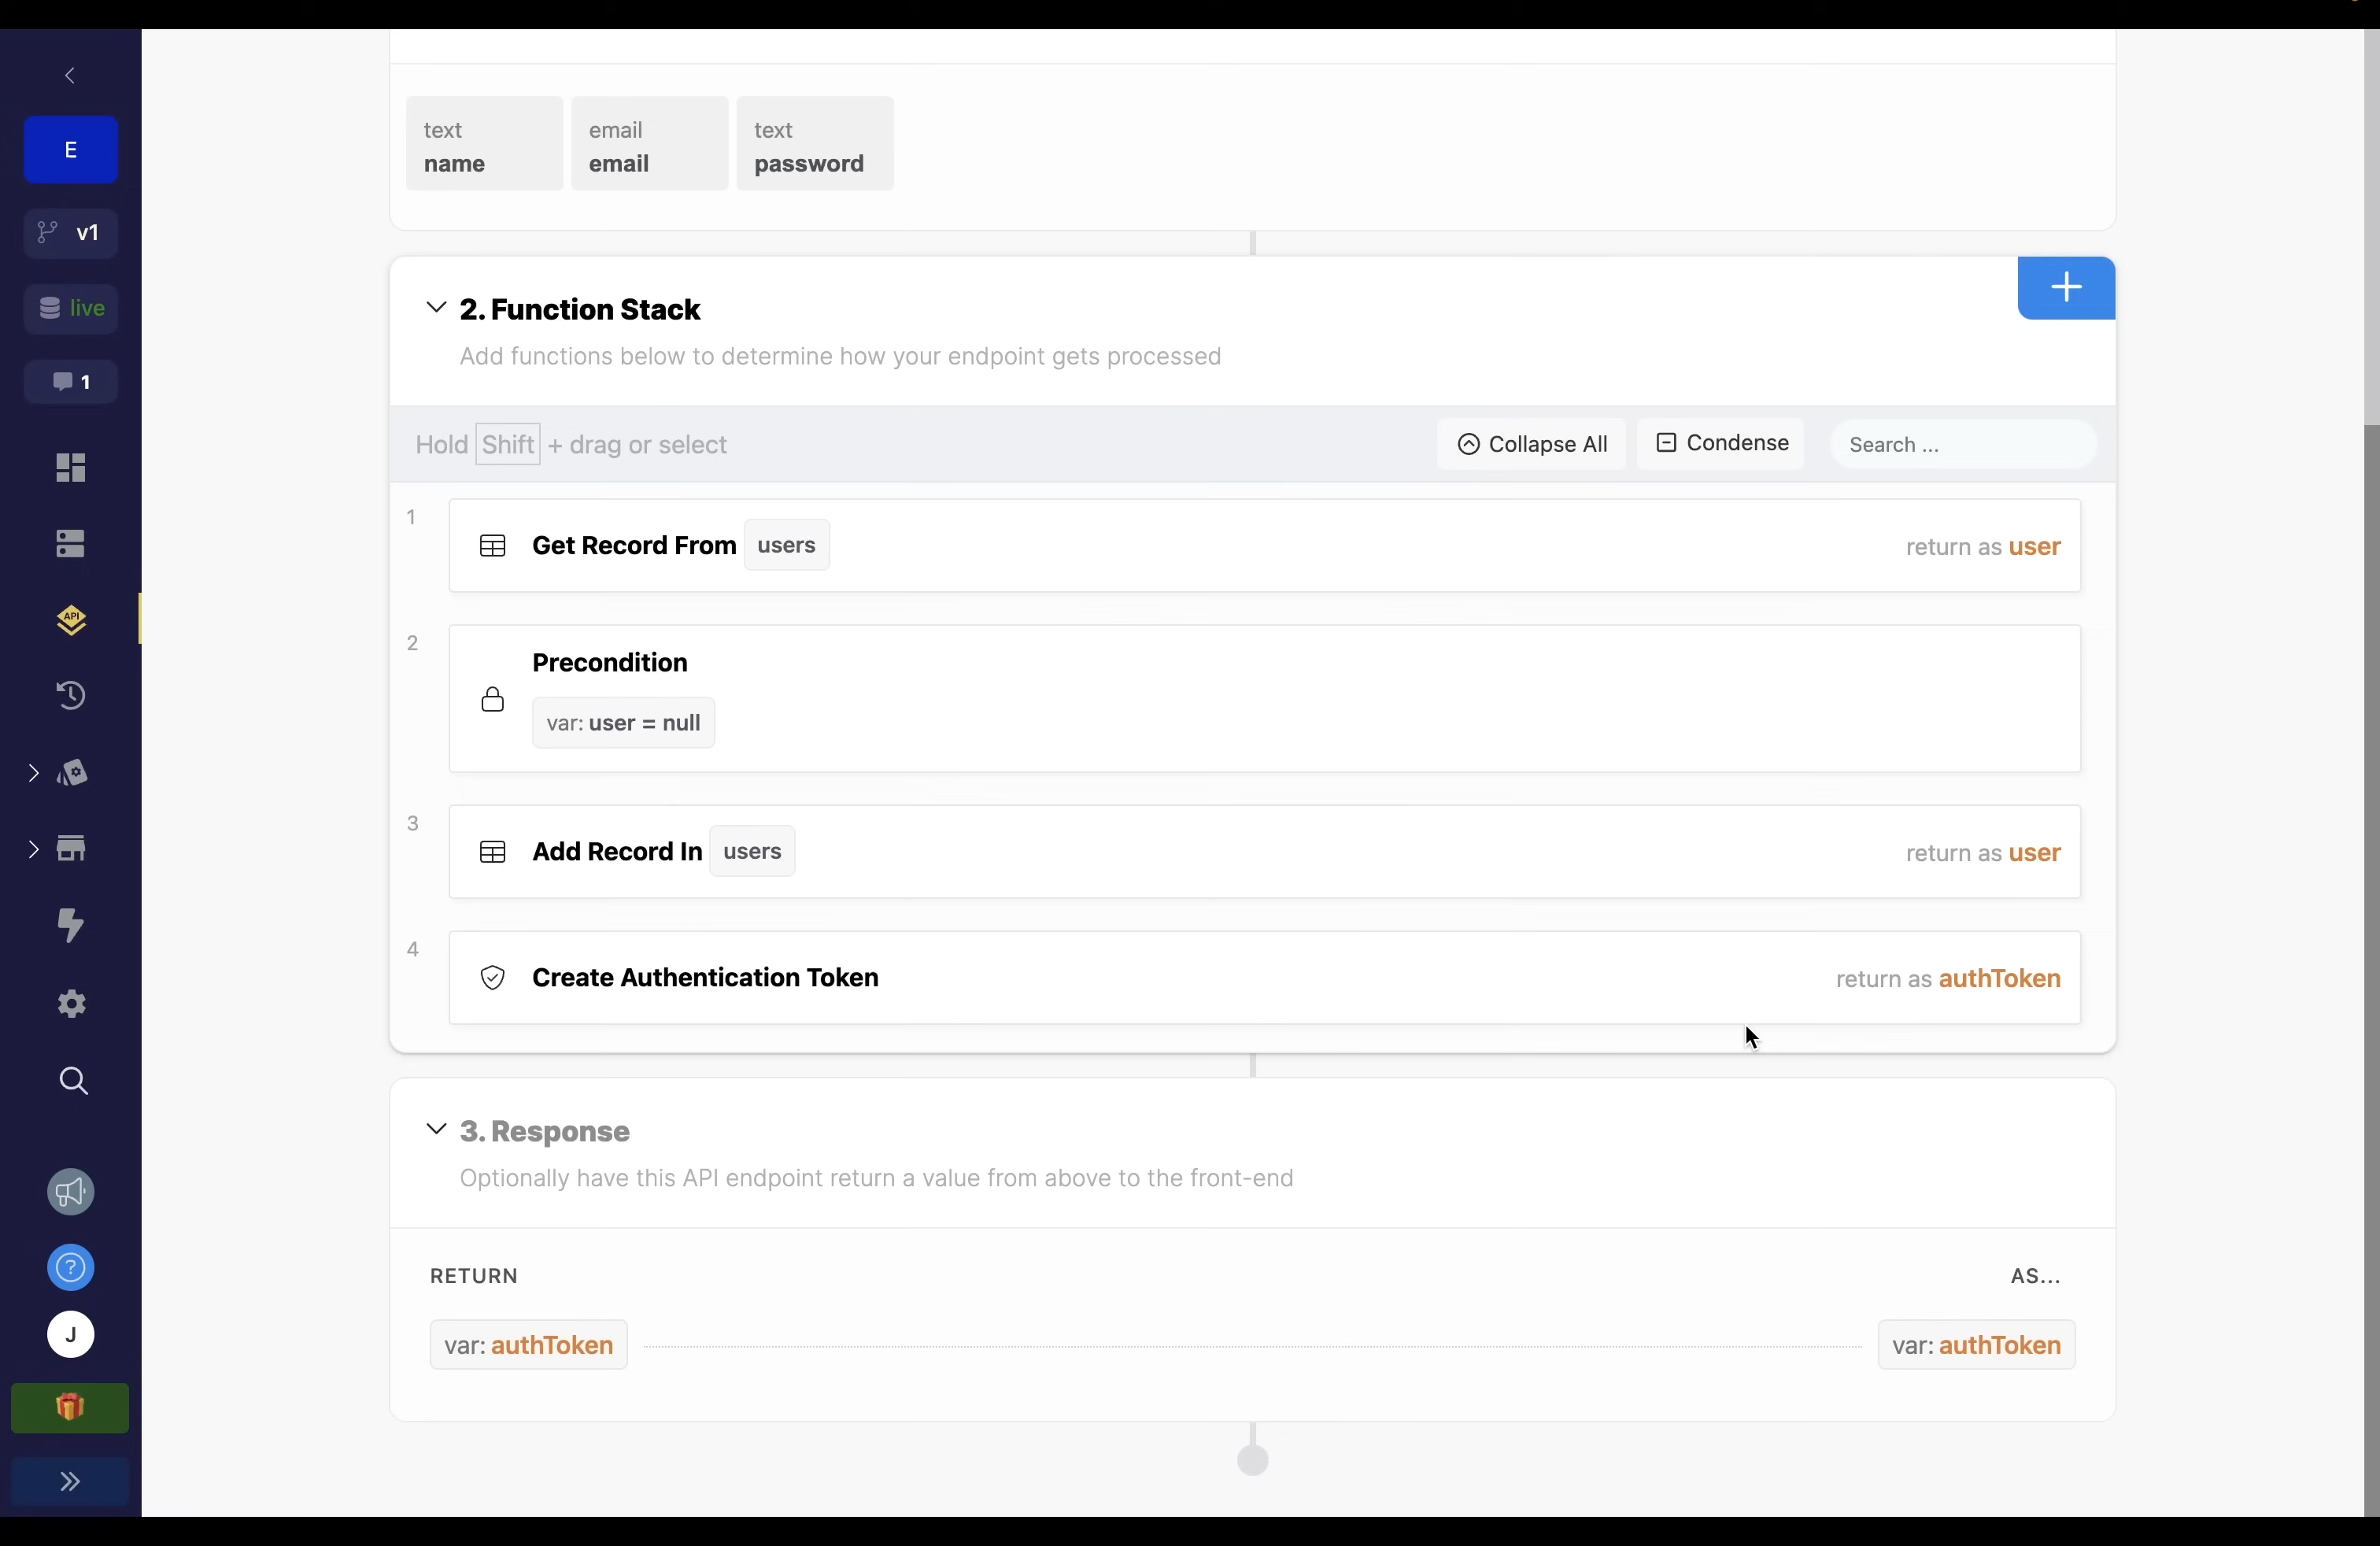 E
v1
live
1
API
?
J
text
name
email
email
text
password
2. Function Stack
Add functions below to determine how your endpoint gets processed
Hold Shift + drag or select
Collapse All
Condense
Search ...
1
Get Record From users
return as user
2
Precondition
var: user = null
3
Add Record In users
return as user
4
Create Authentication Token
return as authToken
3. Response
Optionally have this API endpoint return a value from above to the front-end
RETURN
AS...
var: authToken
var: authToken